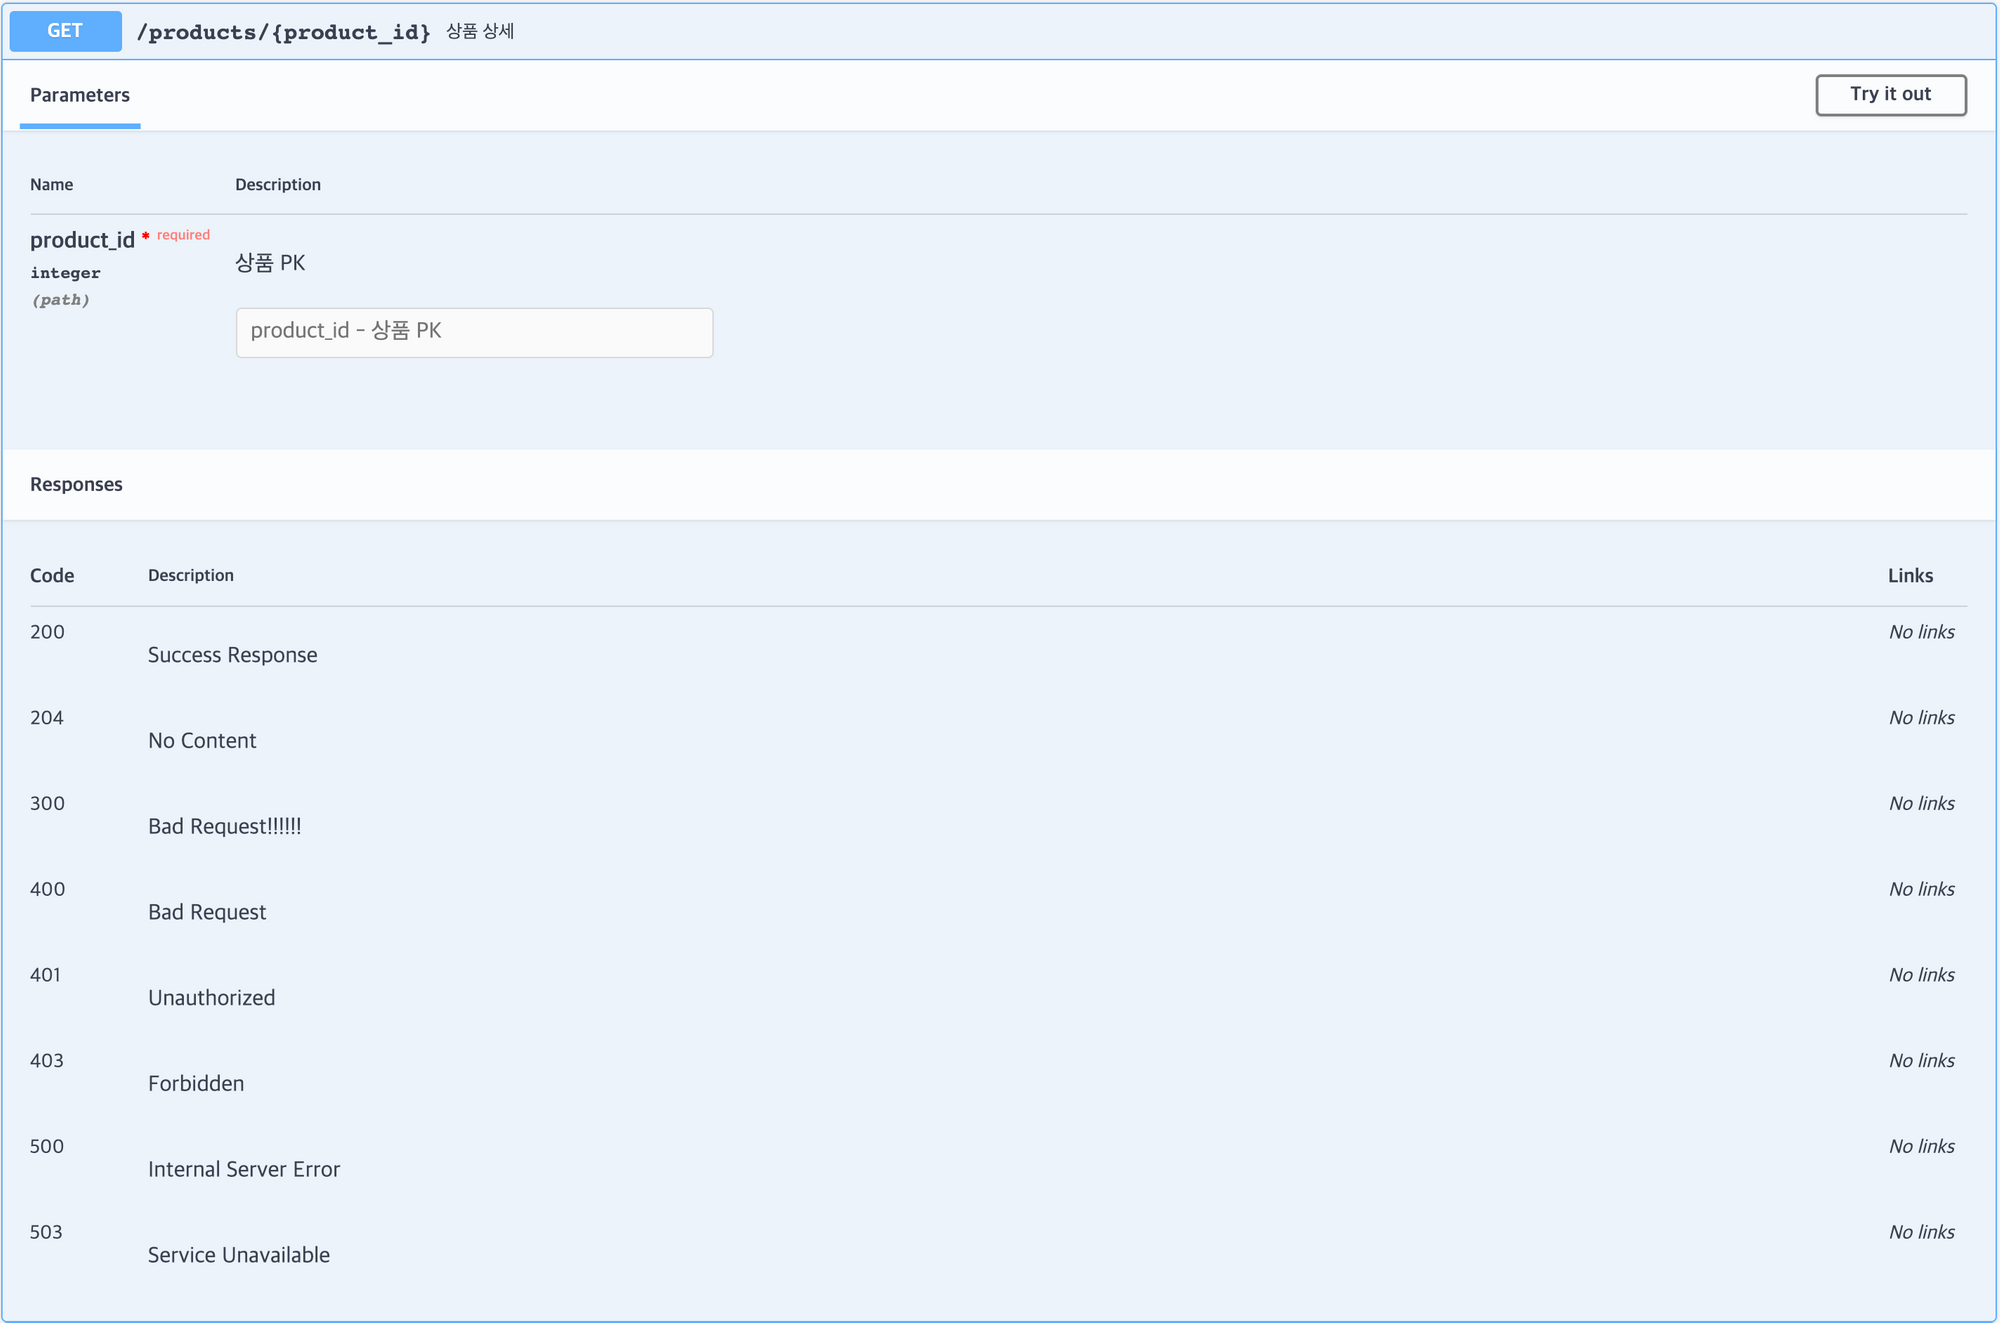 GET /products/{product_id} 상품 상세
Parameters
Try it out
Name Description
product_id * required
integer
(path)
상품 PK
product_id - 상품 PK
Responses
Code Description Links
200 No links
Success Response
204 No links
No Content
300 No links
Bad Request!!!!!!
400 No links
Bad Request
401 No links
Unauthorized
403 No links
Forbidden
500 No links
Internal Server Error
503 No links
Service Unavailable